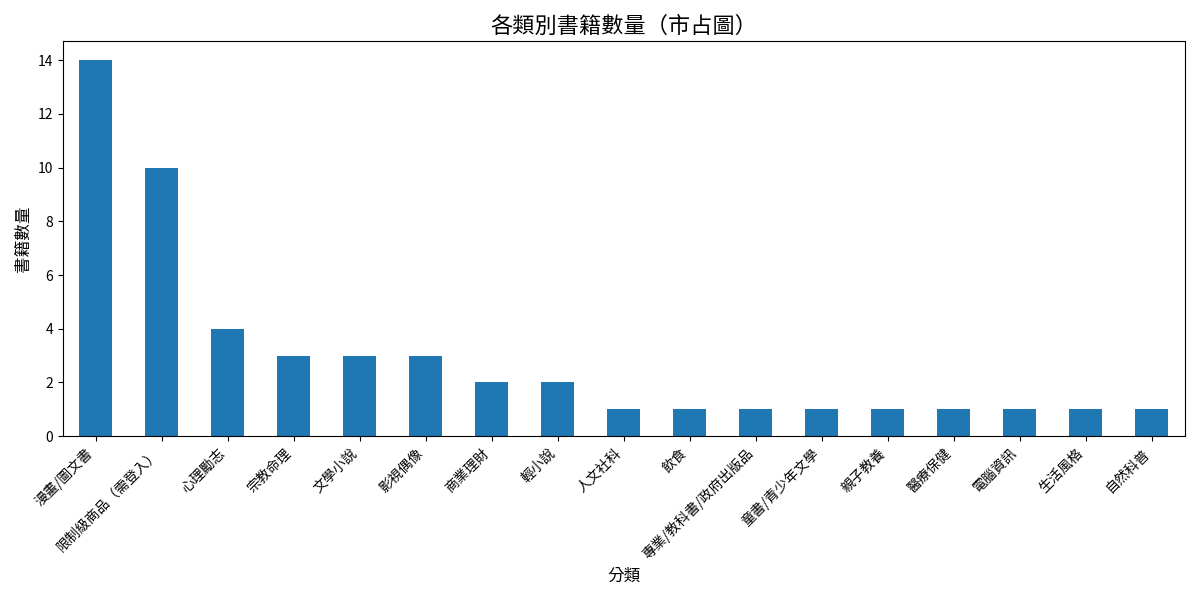 各類別書籍數量（市占圖）
書籍數量
14
12
10
8
6
4
2
0
漫畫/圖文書
限制級商品（需登入）
心理勵志
宗教命理
文學小說
影視偶像
商業理財
輕小說
人文社科
飲食
專業/教科書/政府出版品
童書/青少年文學
親子教養
醫療保健
電腦資訊
生活風格
自然科普
分類